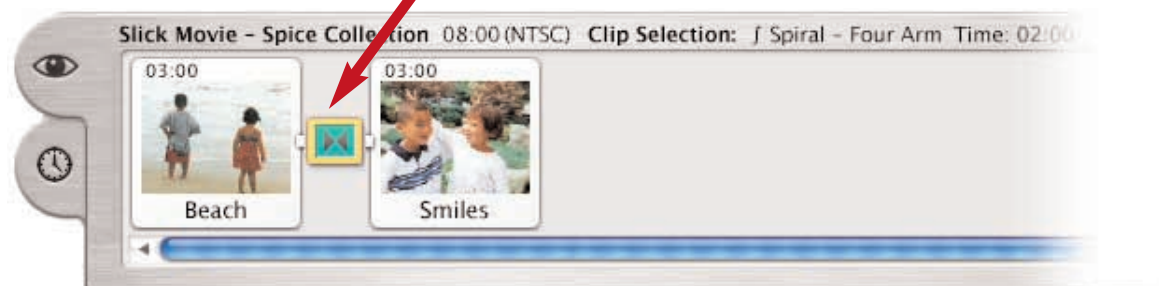 Slick Movie – Spice Collection 08:00 (NTSC) Clip Selection: ∫ Spiral – Four Arm Time: 02:00
03:00 03:00
Beach Smiles